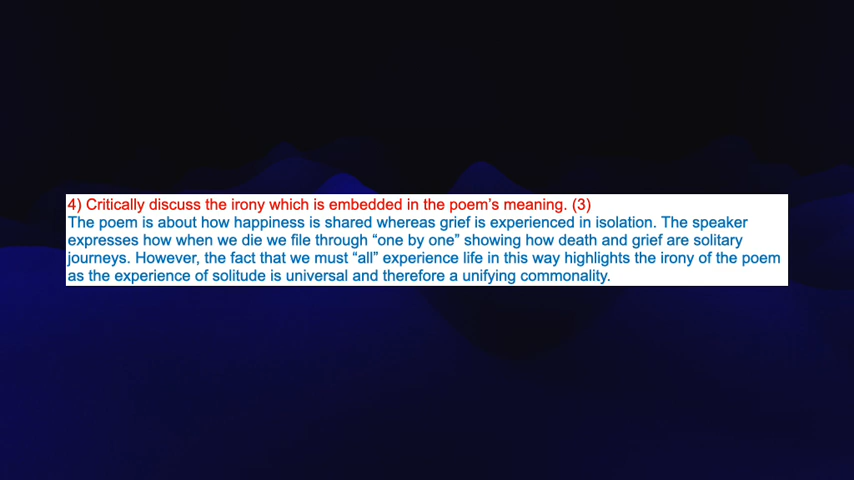 4) Critically discuss the irony which is embedded in the poem's meaning. (3)
The poem is about how happiness is shared whereas grief is experienced in isolation. The speaker
expresses how when we die we file through “one by one” showing how death and grief are solitary
journeys. However, the fact that we must “all” experience life in this way highlights the irony of the poem
as the experience of solitude is universal and therefore a unifying commonality.